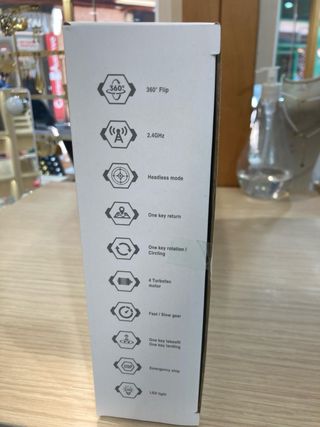 360°
360° Flip
2.4GHz
Headless mode
One key return
One key rotation /
Circling
4 Turbofan
motor
Fast / Slow gear
One key takeoff/
One key landing
Emergency stop
LED light